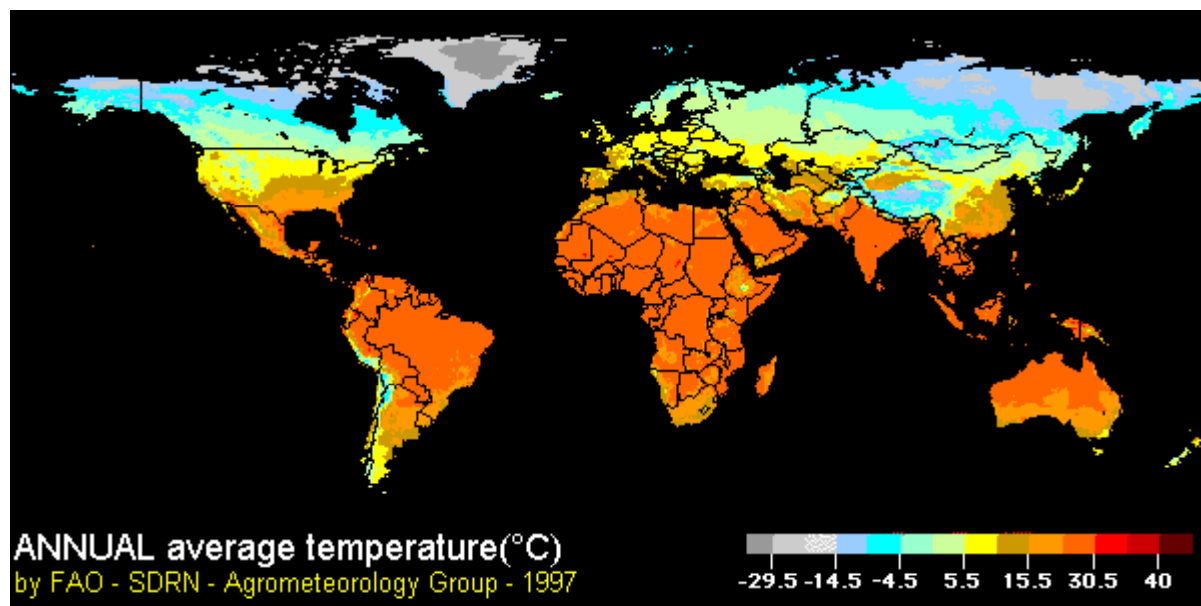 ANNUAL average temperature(°C)
by FAO - SDRN - Agrometeorology Group - 1997
-29.5 -14.5 -4.5 5.5 15.5 30.5 40